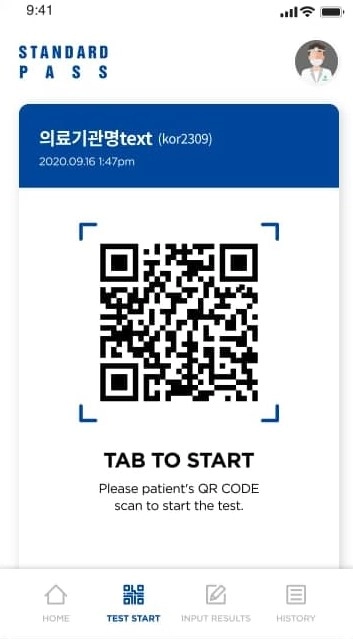 9:41
STANDARD
PASS
의료기관명text (kor2309)
2020.09.16 1:47pm
TAB TO START
Please patient's QR CODE
scan to start the test.
HOME TEST START INPUT RESULTS HISTORY